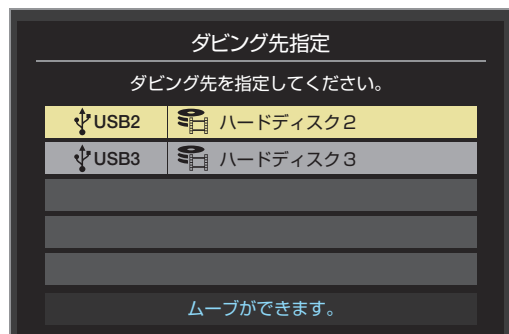 ダビング先指定
ダビング先を指定してください。
USB2 ハードディスク2
USB3 ハードディスク3
ムーブができます。